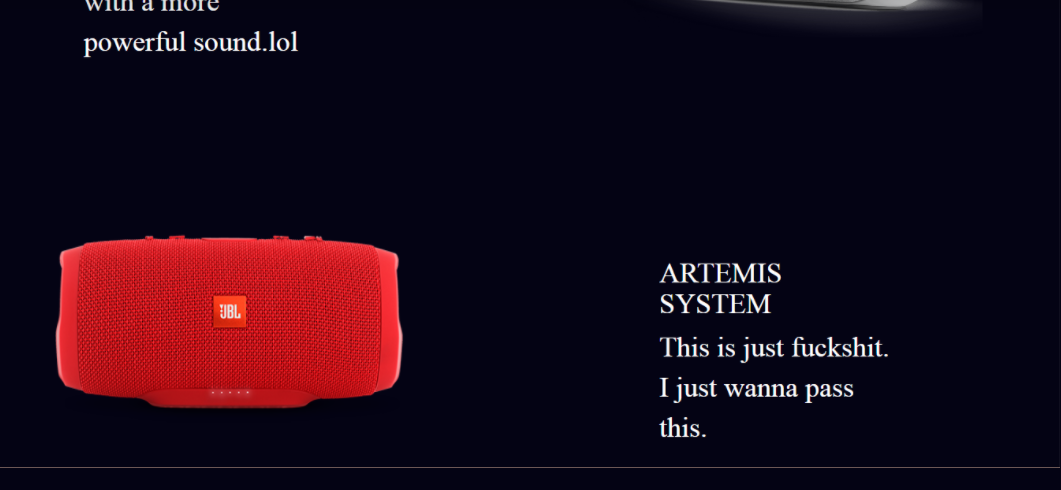 with a more
powerful sound.lol
JBL
ARTEMIS
SYSTEM
This is just fuckshit.
I just wanna pass
this.